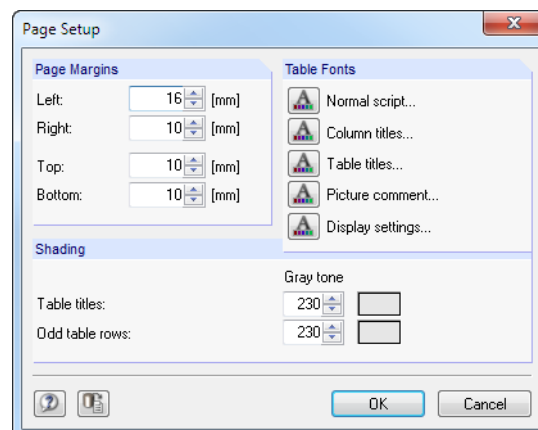 Page Setup
Page Margins
Left: 16 [mm]
Right: 10 [mm]
Top: 10 [mm]
Bottom: 10 [mm]
Table Fonts
Normal script...
Column titles...
Table titles...
Picture comment...
Display settings...
Shading
Gray tone
Table titles: 230
Odd table rows: 230
OK
Cancel